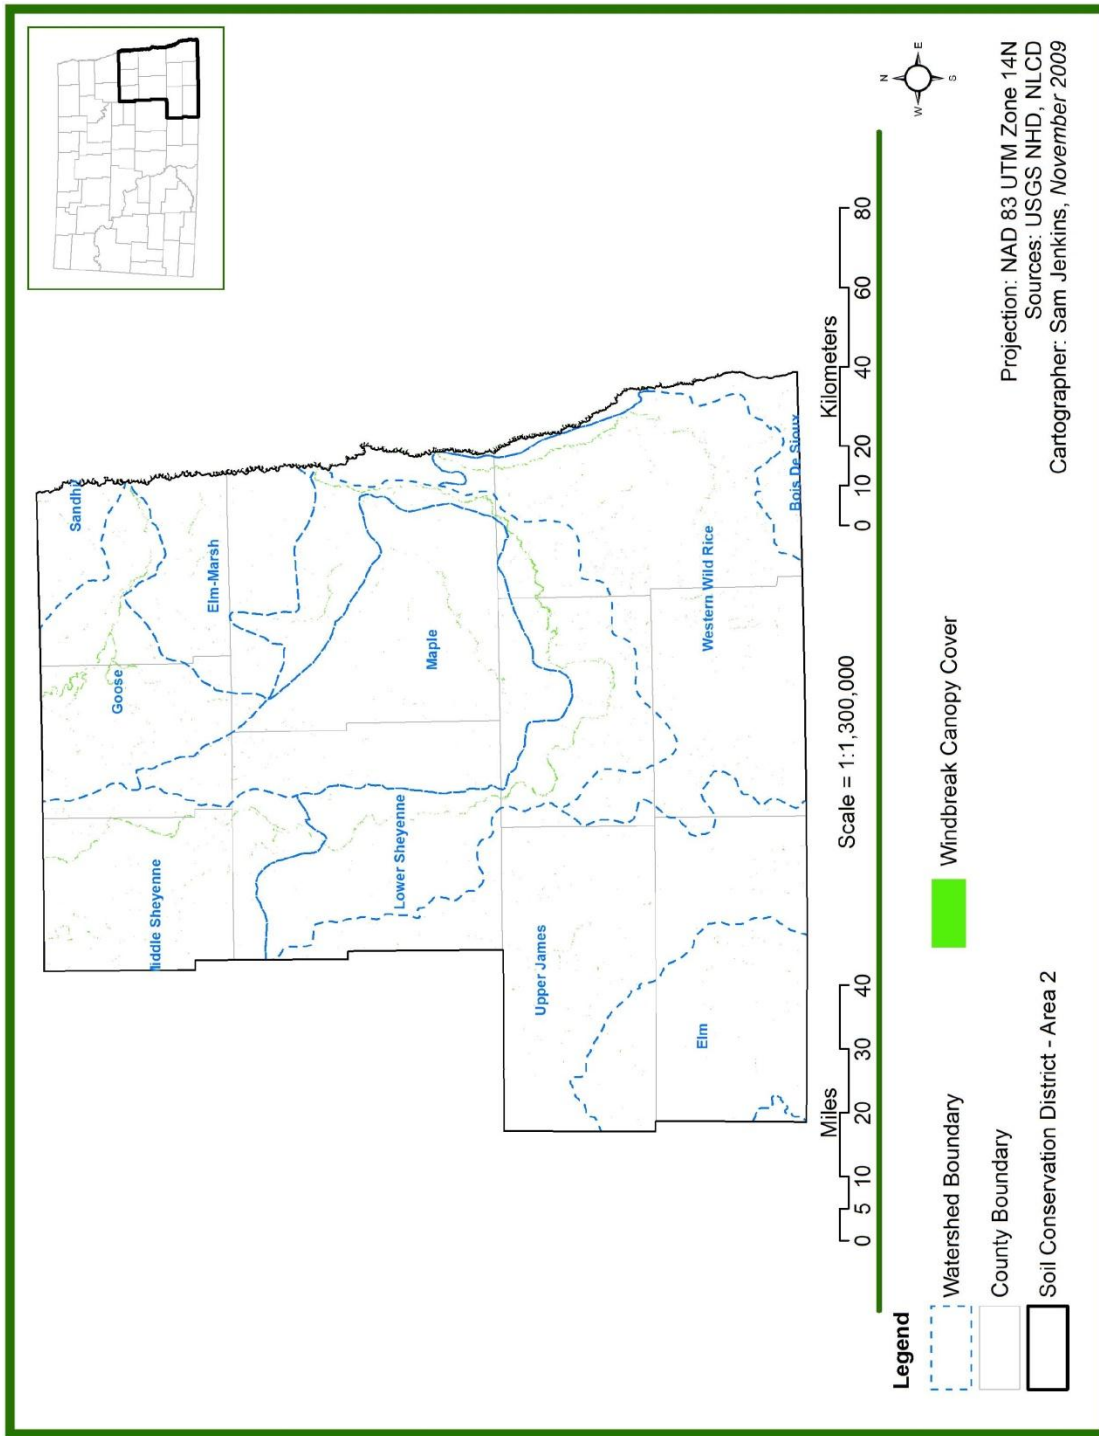 Sandhi
Goose
Elm-Marsh
iddle Sheyenne
Maple
Lower Sheyenne
Upper James
Western Wild Rice
Elm
Bois De Sioux
Miles
0 5 10 20 30 40
Scale = 1:1,300,000
Kilometers
0 10 20 40 60 80
N
W E
S
Legend
Watershed Boundary
County Boundary
Soil Conservation District - Area 2
Windbreak Canopy Cover
Projection: NAD 83 UTM Zone 14N
Sources: USGS NHD, NLCD
Cartographer: Sam Jenkins, November 2009